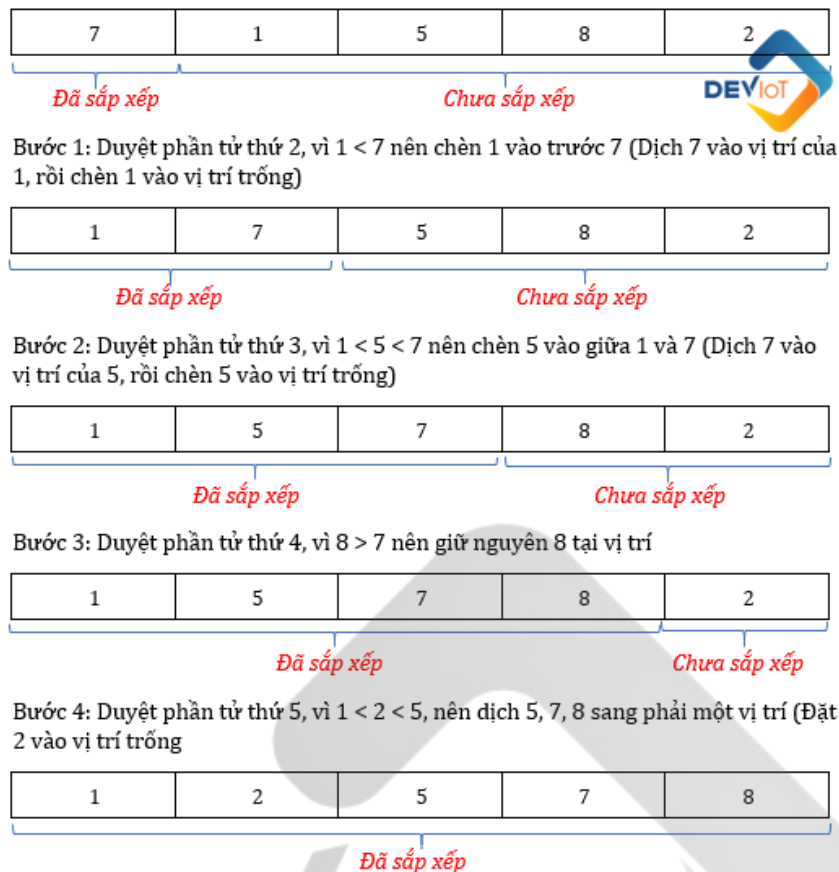 7 1 5 8 2
DEVIoT
Đã sắp xếp Chưa sắp xếp
Bước 1: Duyệt phần tử thứ 2, vì 1 < 7 nên chèn 1 vào trước 7 (Dịch 7 vào vị trí của
1, rồi chèn 1 vào vị trí trống)
1 7 5 8 2
Đã sắp xếp Chưa sắp xếp
Bước 2: Duyệt phần tử thứ 3, vì 1 < 5 < 7 nên chèn 5 vào giữa 1 và 7 (Dịch 7 vào
vị trí của 5, rồi chèn 5 vào vị trí trống)
1 5 7 8 2
Đã sắp xếp Chưa sắp xếp
Bước 3: Duyệt phần tử thứ 4, vì 8 > 7 nên giữ nguyên 8 tại vị trí
1 5 7 8 2
Đã sắp xếp Chưa sắp xếp
Bước 4: Duyệt phần tử thứ 5, vì 1 < 2 < 5, nên dịch 5, 7, 8 sang phải một vị trí (Đặt
2 vào vị trí trống
1 2 5 7 8
Đã sắp xếp